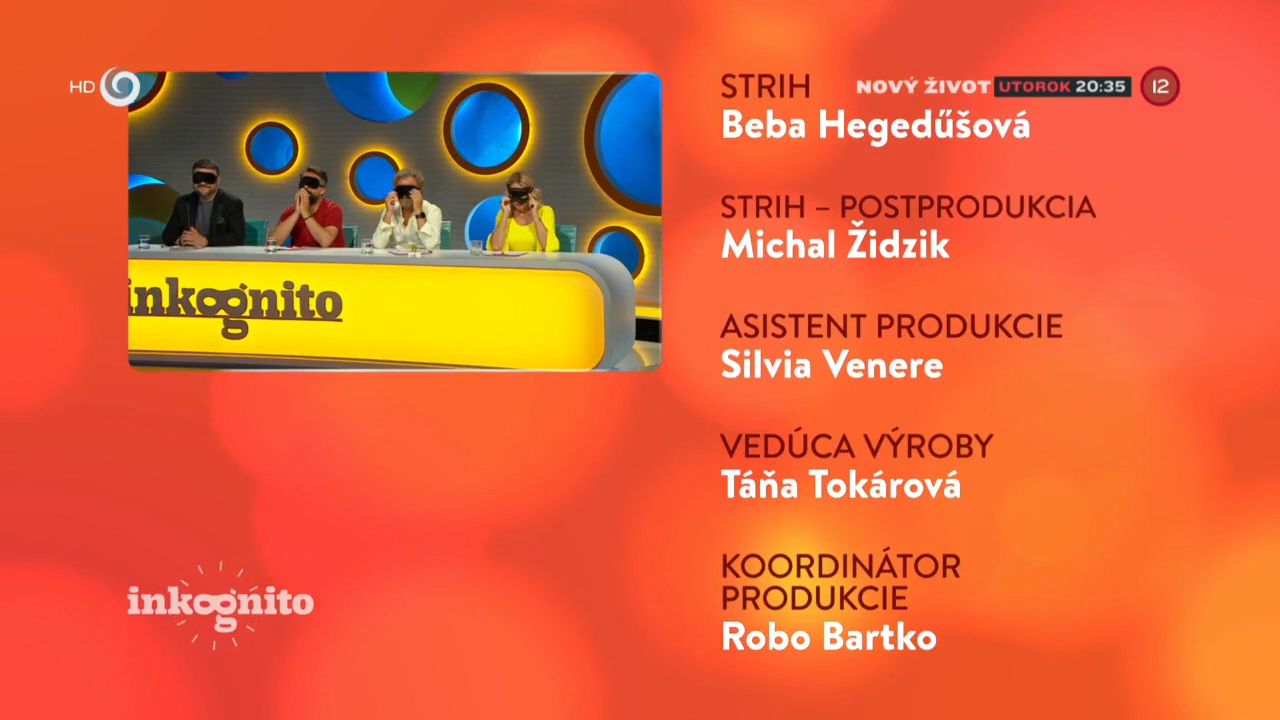 HD
NOVÝ ŽIVOT UTOROK 20:35 12
STRIH
Beba Hegedűšová
STRIH – POSTPRODUKCIA
Michal Židzik
ASISTENT PRODUKCIE
Silvia Venere
VEDÚCA VÝROBY
Táňa Tokárová
KOORDINÁTOR
PRODUKCIE
Robo Bartko
inkognito
inkognito